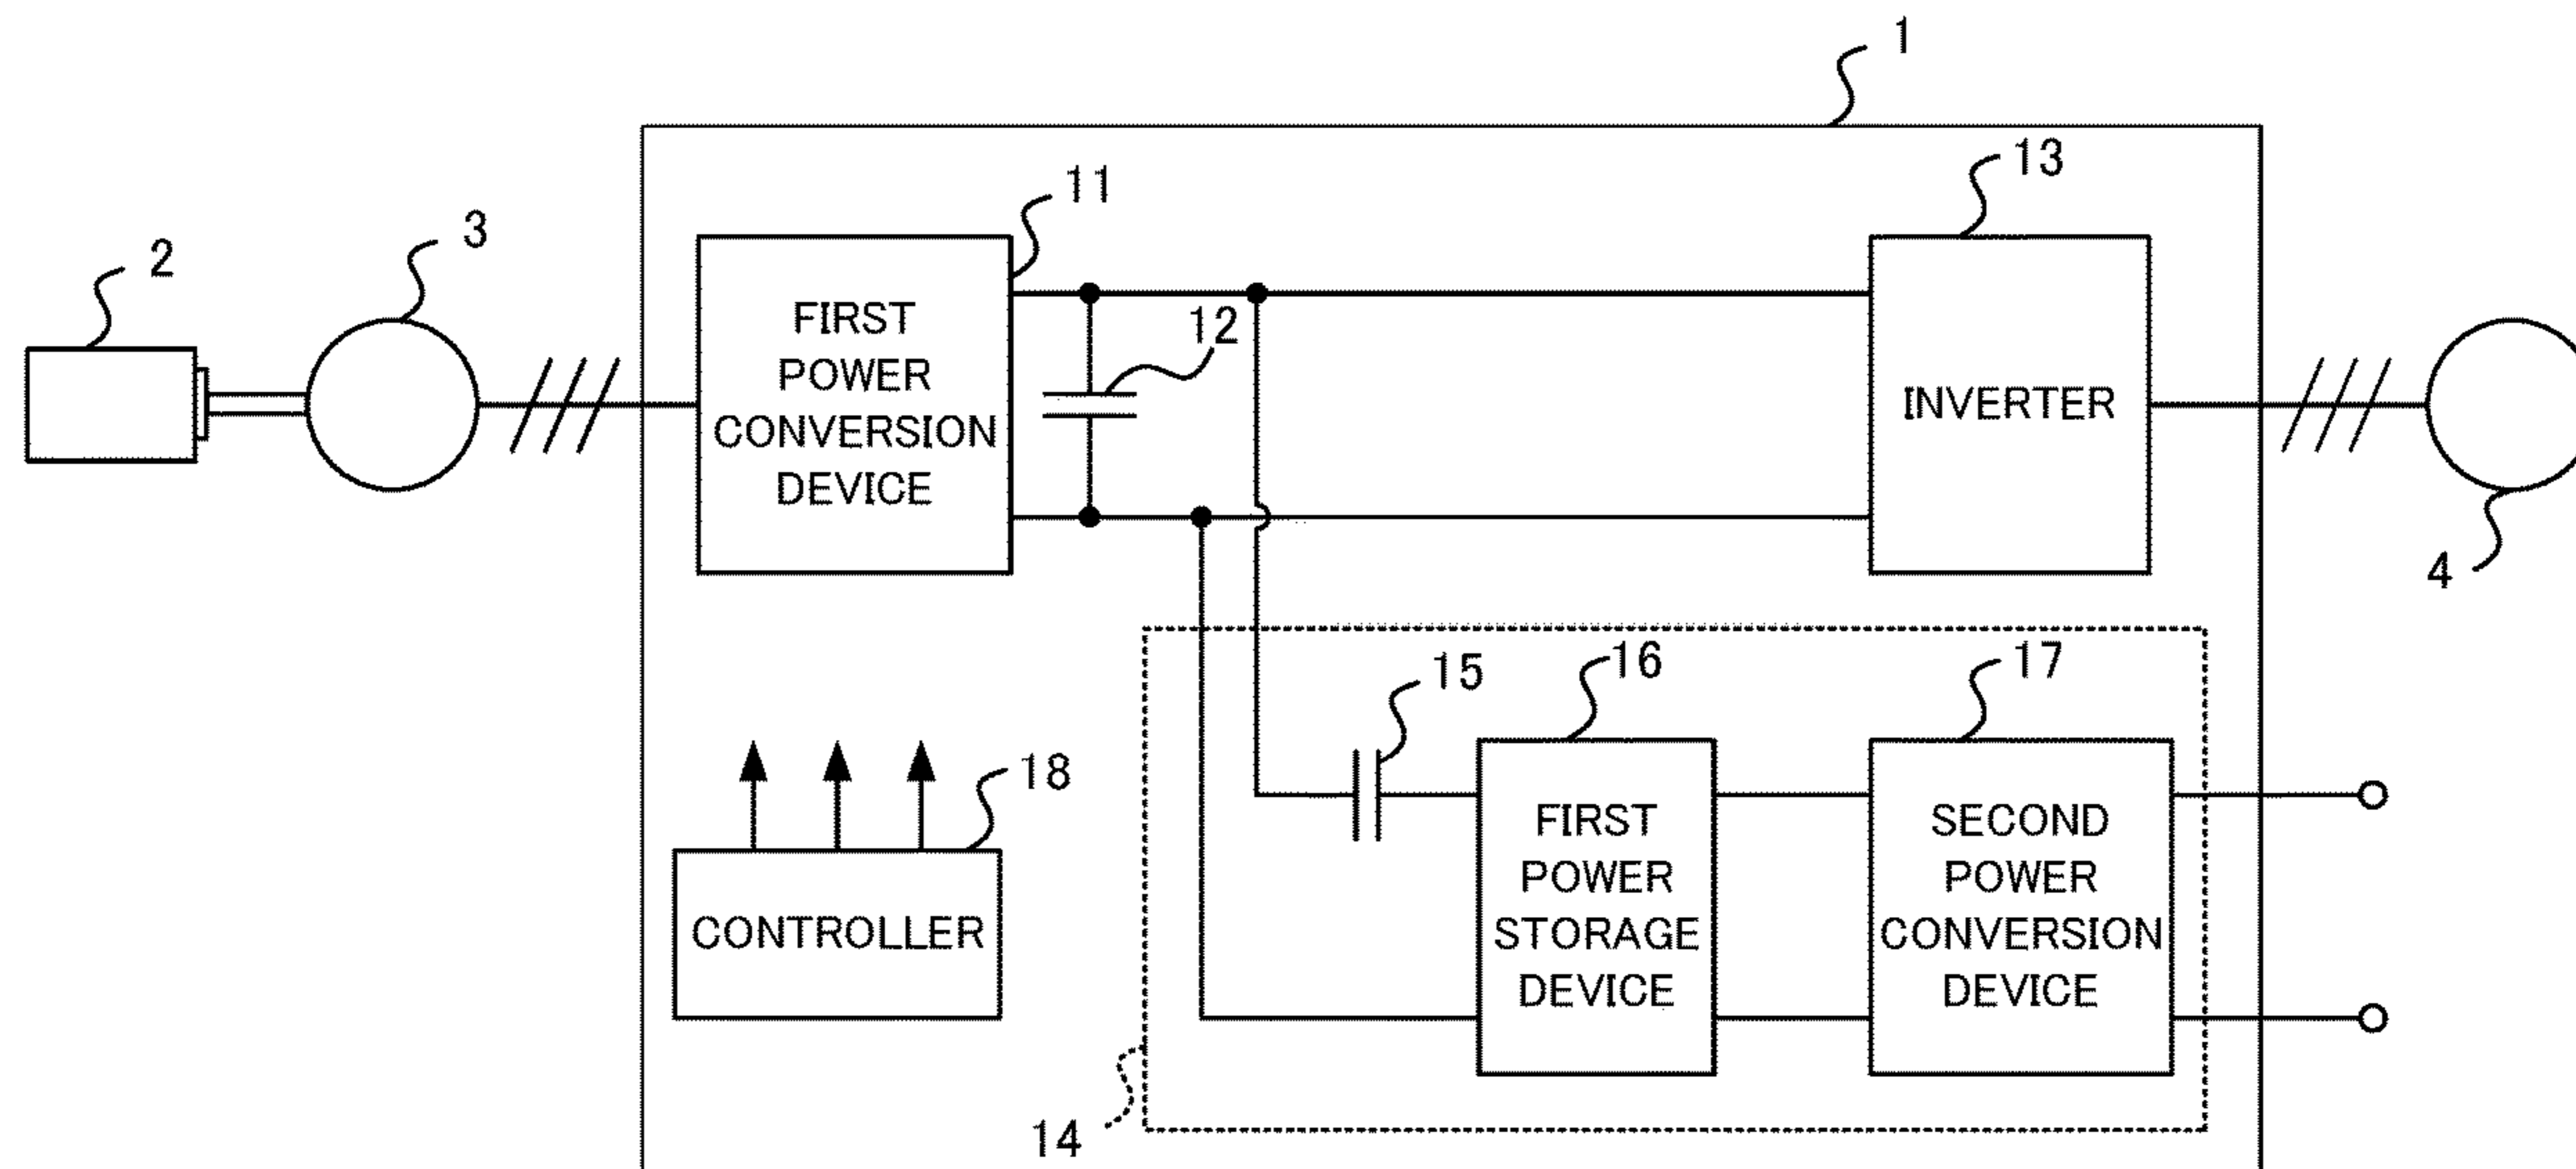 1
13
11
3
2
FIRST
POWER
CONVERSION
DEVICE
12
INVERTER
4
15
16
17
18
CONTROLLER
FIRST
POWER
STORAGE
DEVICE
SECOND
POWER
CONVERSION
DEVICE
14